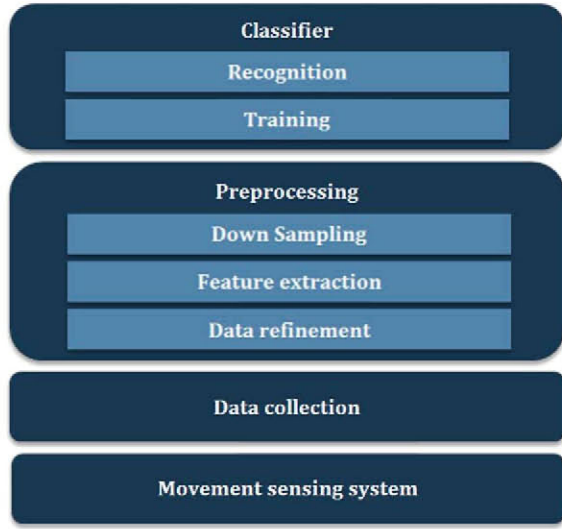 Classifier
Recognition
Training
Preprocessing
Down Sampling
Feature extraction
Data refinement
Data collection
Movement sensing system